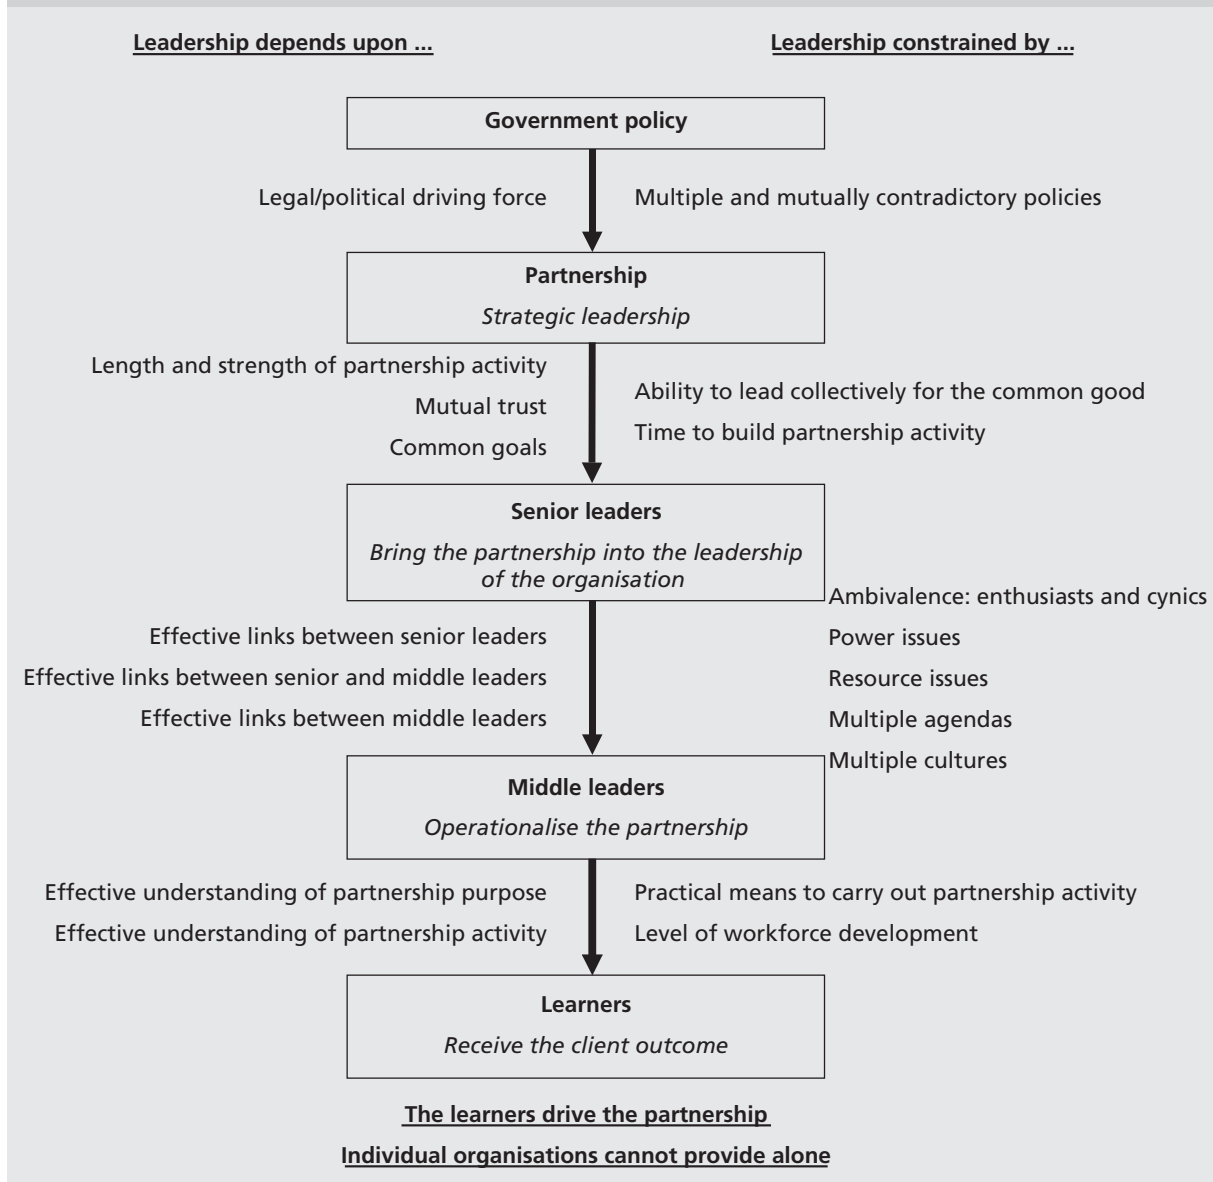 Leadership depends upon ...
Leadership constrained by ...
Government policy
Legal/political driving force
Multiple and mutually contradictory policies
Partnership
Strategic leadership
Length and strength of partnership activity
Mutual trust
Common goals
Ability to lead collectively for the common good
Time to build partnership activity
Senior leaders
Bring the partnership into the leadership
of the organisation
Effective links between senior leaders
Effective links between senior and middle leaders
Effective links between middle leaders
Ambivalence: enthusiasts and cynics
Power issues
Resource issues
Multiple agendas
Multiple cultures
Middle leaders
Operationalise the partnership
Effective understanding of partnership purpose
Effective understanding of partnership activity
Practical means to carry out partnership activity
Level of workforce development
Learners
Receive the client outcome
The learners drive the partnership
Individual organisations cannot provide alone